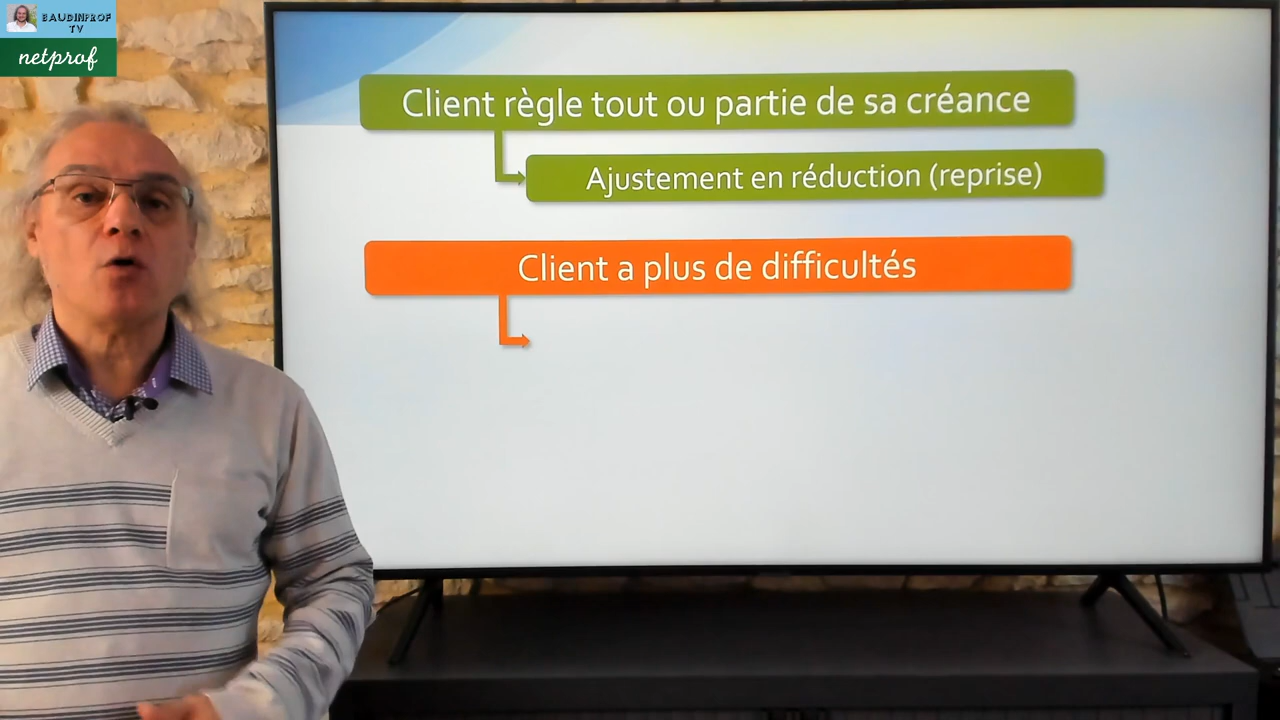 BAUDINPROF
TV
netprof
Client règle tout ou partie de sa créance
Ajustement en réduction (reprise)
Client a plus de difficultés